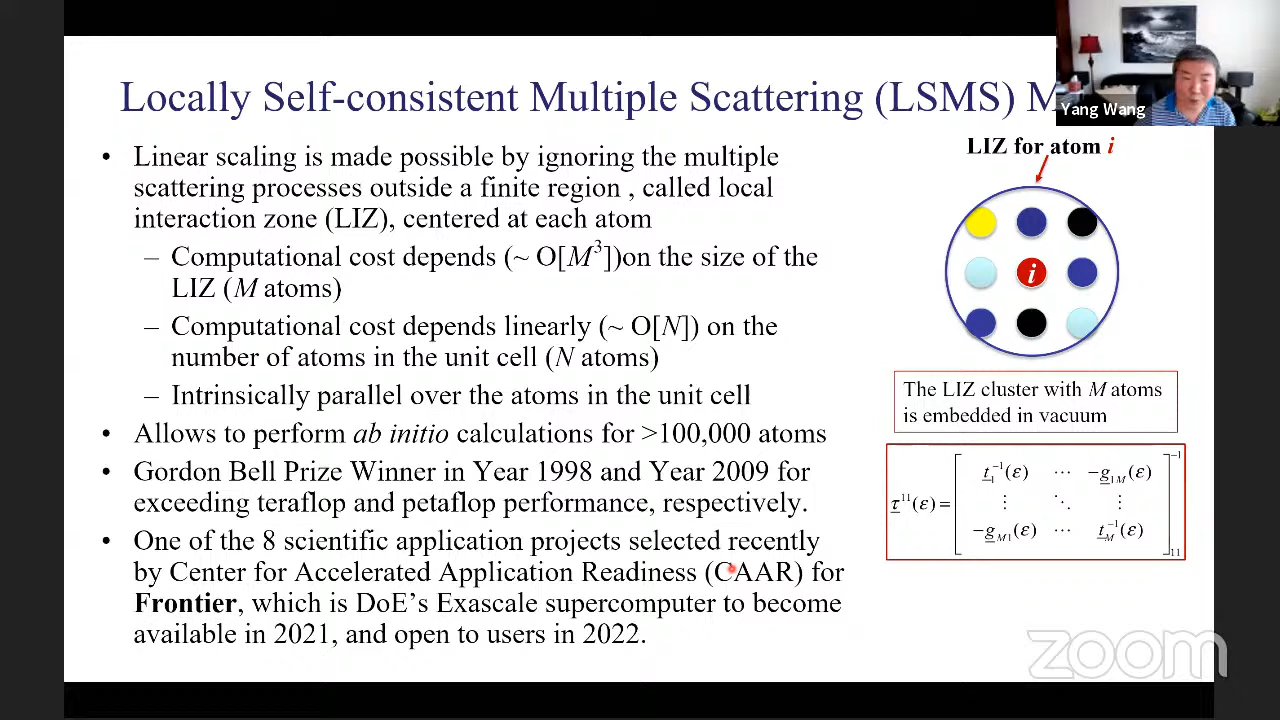 Locally Self-consistent Multiple Scattering (LSMS) M
Yang Wang
• Linear scaling is made possible by ignoring the multiple
scattering processes outside a finite region , called local
interaction zone (LIZ), centered at each atom
– Computational cost depends (~ O[M³])on the size of the
LIZ (M atoms)
– Computational cost depends linearly (~ O[N]) on the
number of atoms in the unit cell (N atoms)
– Intrinsically parallel over the atoms in the unit cell
• Allows to perform ab initio calculations for >100,000 atoms
• Gordon Bell Prize Winner in Year 1998 and Year 2009 for
exceeding teraflop and petaflop performance, respectively.
• One of the 8 scientific application projects selected recently
by Center for Accelerated Application Readiness (CAAR) for
Frontier, which is DoE's Exascale supercomputer to become
available in 2021, and open to users in 2022.
LIZ for atom i
i
The LIZ cluster with M atoms
is embedded in vacuum
t₁⁻¹(ε) ⋯ −g₁M(ε)
τ¹¹(ε) = [ ⋮ ⋱ ⋮ ]⁻¹₁₁
−gM1(ε) ⋯ tM⁻¹(ε)
zoom